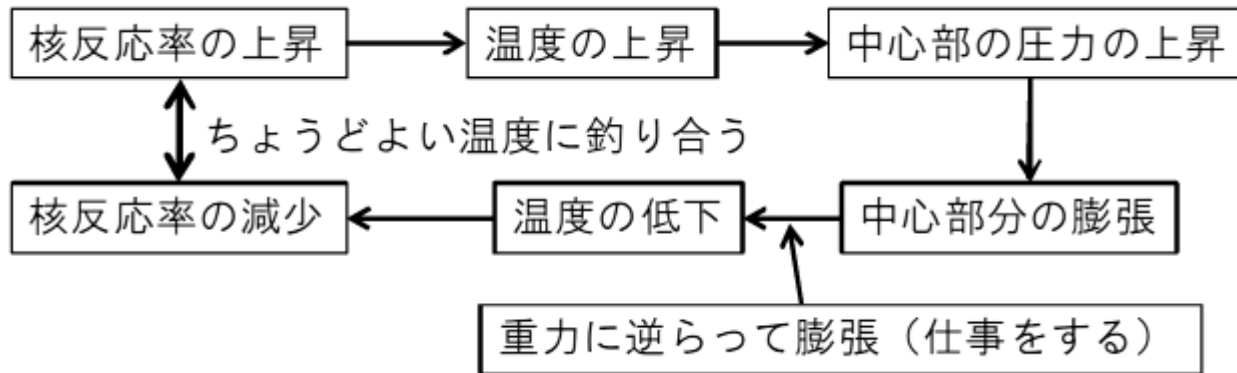 核反応率の上昇
温度の上昇
中心部の圧力の上昇
ちょうどよい温度に釣り合う
核反応率の減少
温度の低下
中心部分の膨張
重力に逆らって膨張（仕事をする）